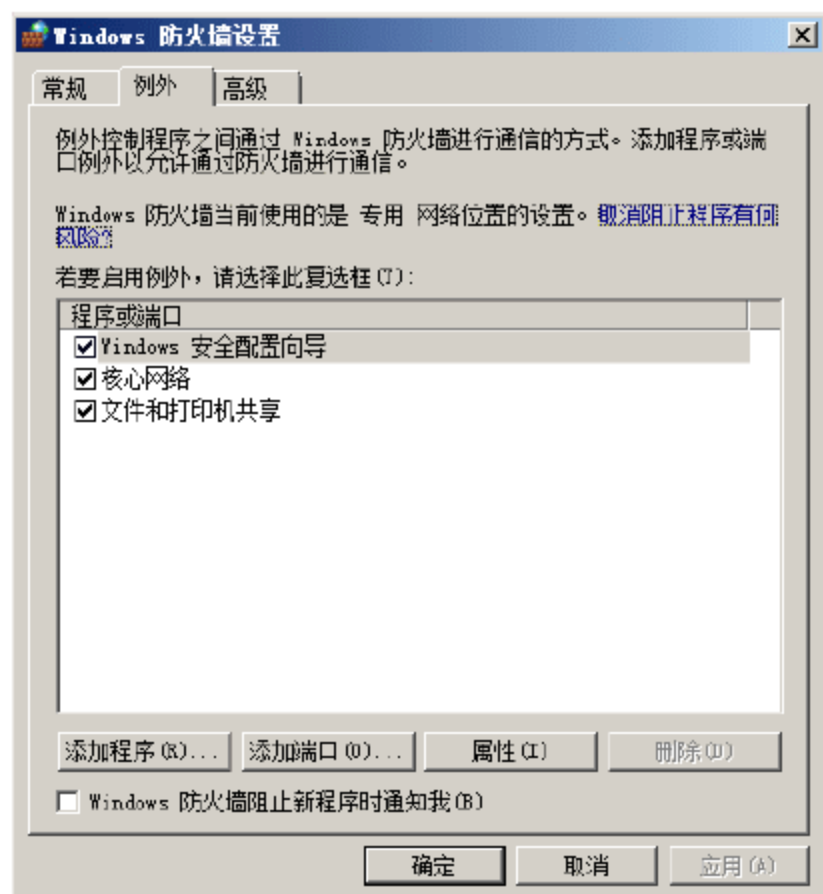 Windows 防火墙设置
常规
例外
高级
例外控制程序之间通过 Windows 防火墙进行通信的方式。添加程序或端
口例外以允许通过防火墙进行通信。
Windows 防火墙当前使用的是 专用 网络位置的设置。取消阻止程序有何
风险?
若要启用例外，请选择此复选框(T):
程序或端口
Windows 安全配置向导
核心网络
文件和打印机共享
添加程序(R)...
添加端口(O)...
属性(I)
删除(D)
Windows 防火墙阻止新程序时通知我(B)
确定
取消
应用(A)